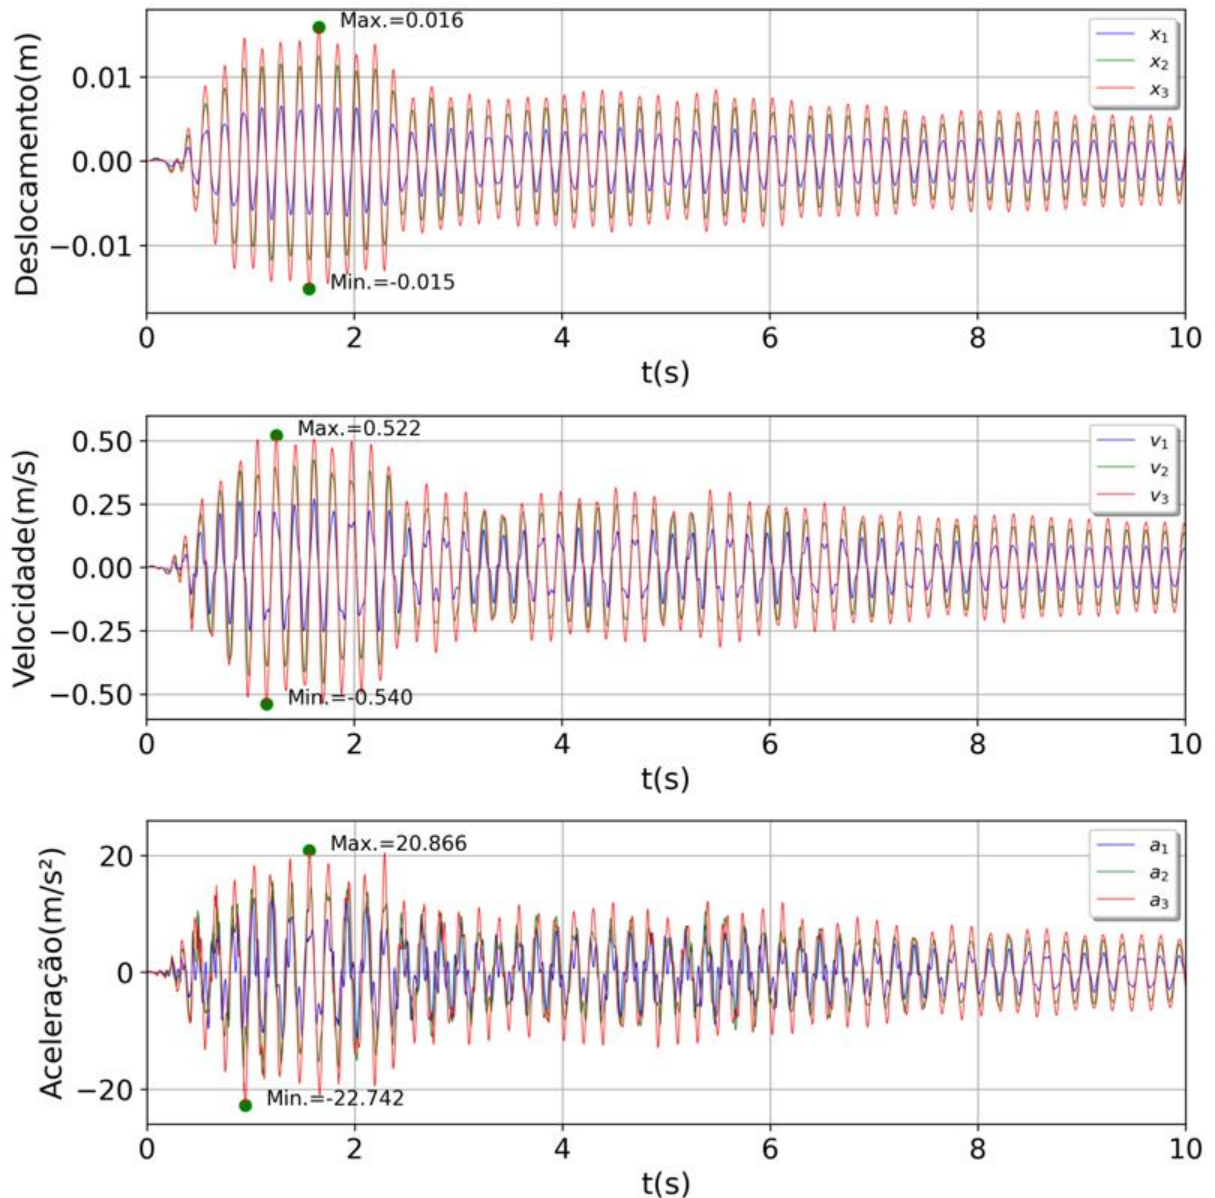 Max.=0.016
x₁
x₂
x₃
0.01
0.00
−0.01
Deslocamento(m)
Min.=-0.015
0 2 4 6 8 10
t(s)
Max.=0.522
v₁
v₂
v₃
0.50
0.25
0.00
−0.25
−0.50
Velocidade(m/s)
Min.=-0.540
0 2 4 6 8 10
t(s)
Max.=20.866
a₁
a₂
a₃
20
0
−20
Aceleração(m/s²)
Min.=-22.742
0 2 4 6 8 10
t(s)